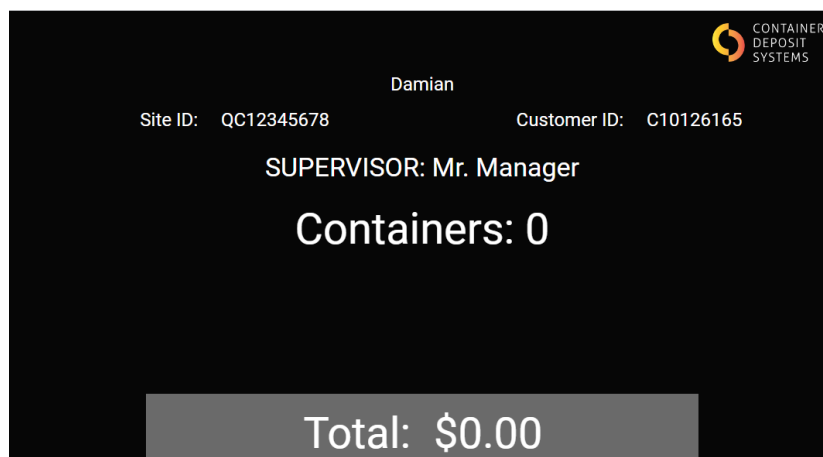 CONTAINER
DEPOSIT
SYSTEMS
Damian
Site ID: QC12345678 Customer ID: C10126165
SUPERVISOR: Mr. Manager
Containers: 0
Total: $0.00